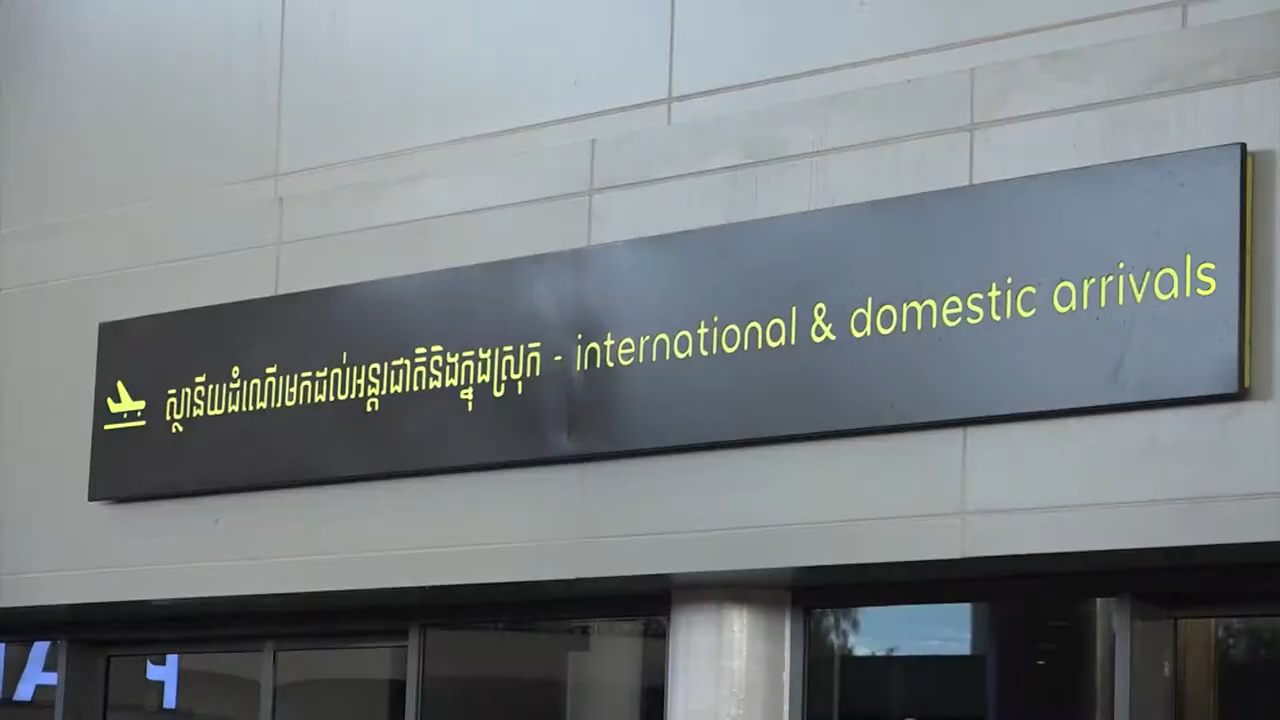 ស្ថានីយដំណើរមកដល់អន្តរជាតិនិងក្នុងស្រុក - international & domestic arrivals